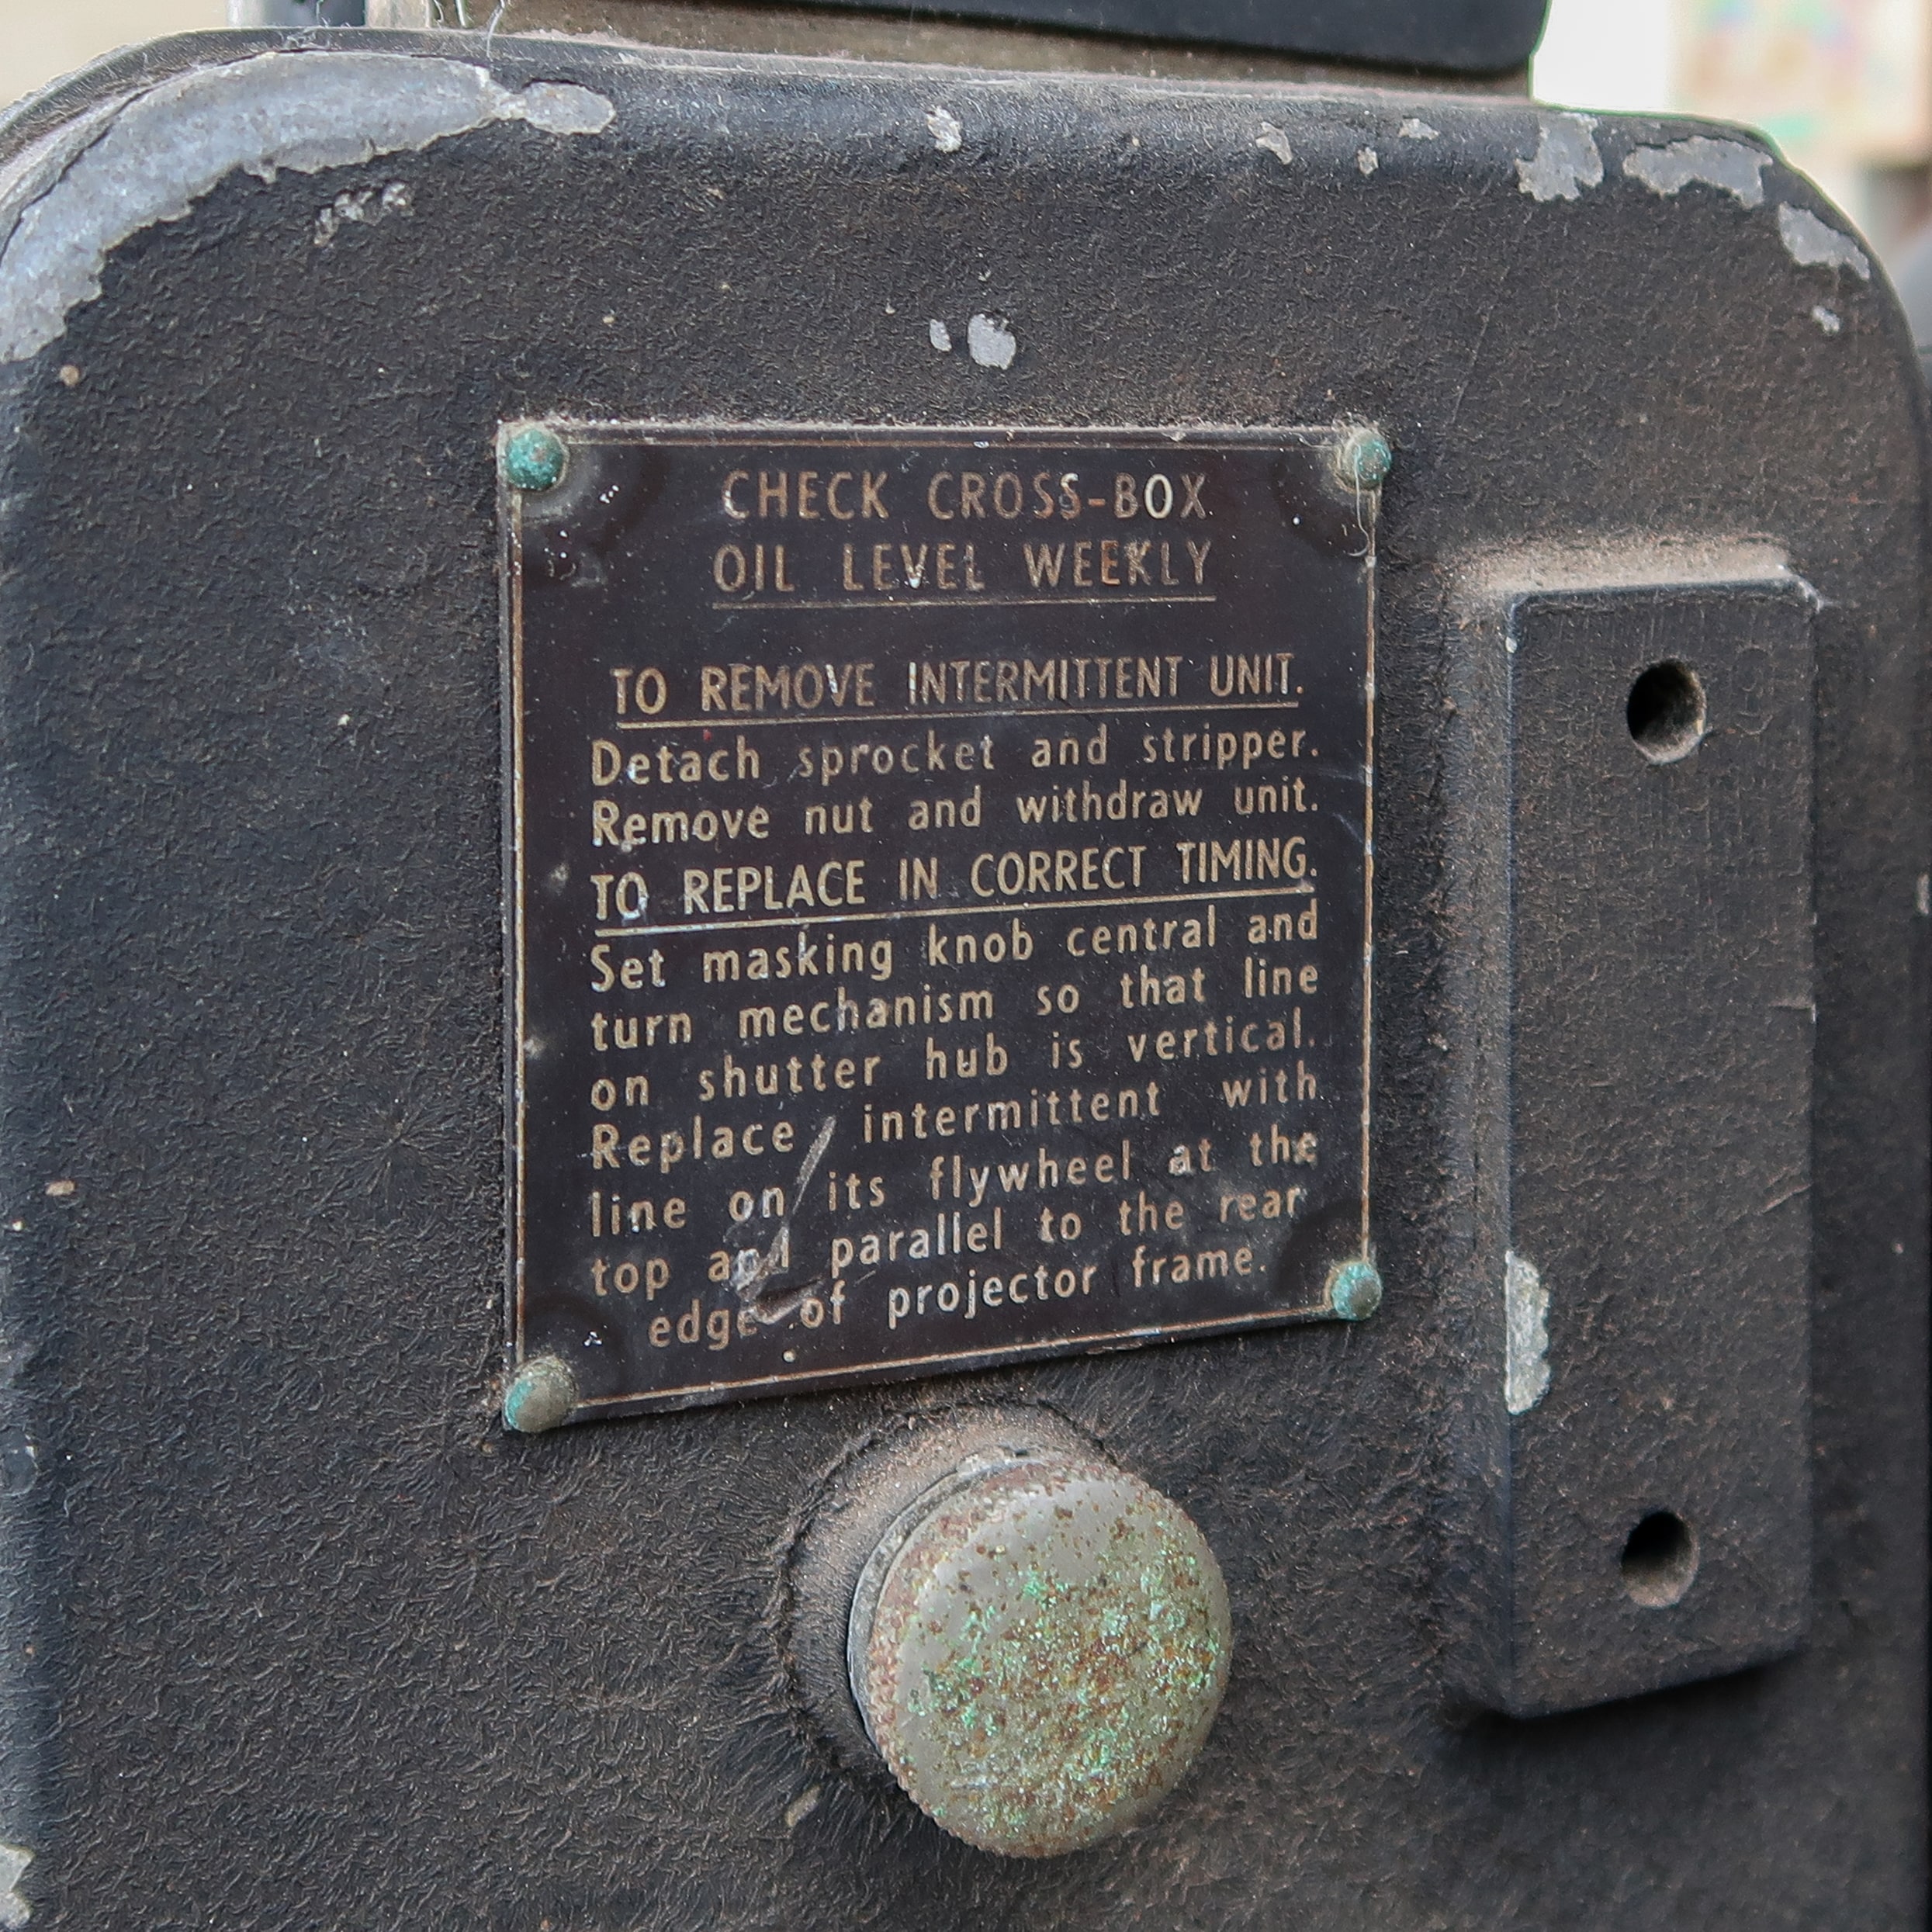 CHECK CROSS-BOX
OIL LEVEL WEEKLY
TO REMOVE INTERMITTENT UNIT.
Detach sprocket and stripper.
Remove nut and withdraw unit.
TO REPLACE IN CORRECT TIMING.
Set masking knob central and
turn mechanism so that line
on shutter hub is vertical.
Replace intermittent with
line on its flywheel at the
top and parallel to the rear
edge of projector frame.